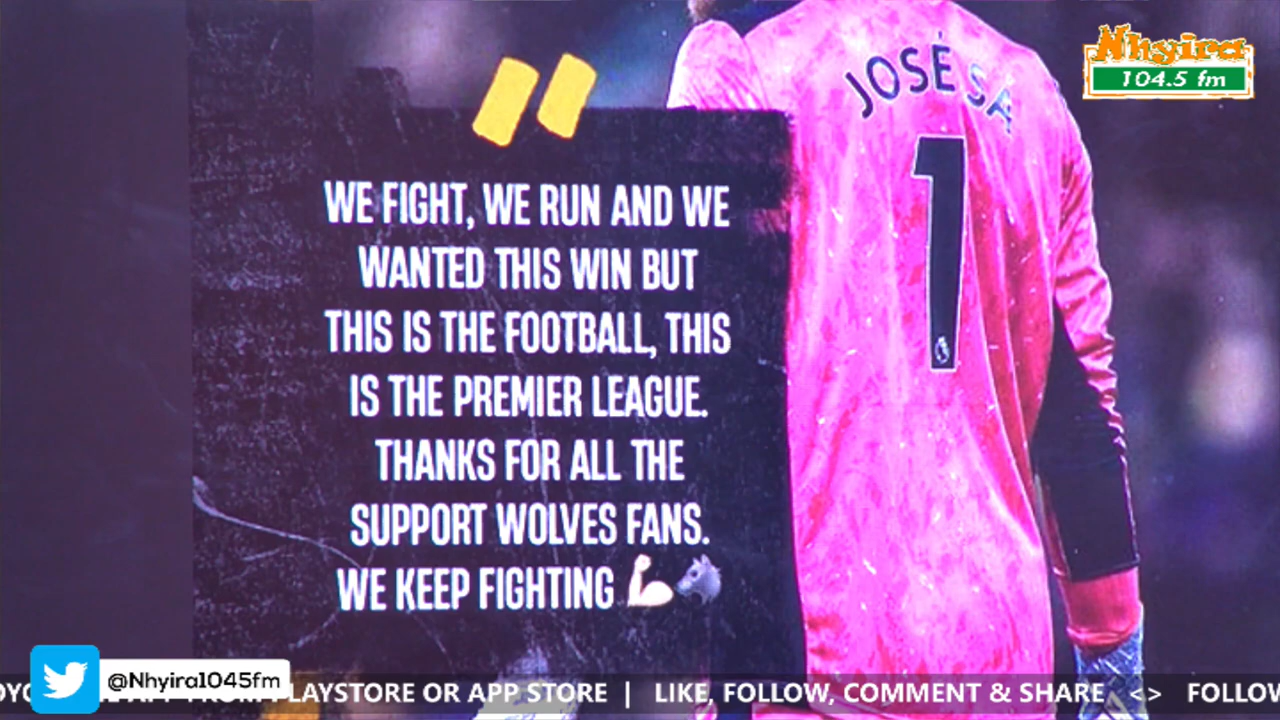 Nhyira
104.5 fm
JOSÉ SÁ
1
WE FIGHT, WE RUN AND WE
WANTED THIS WIN BUT
THIS IS THE FOOTBALL, THIS
IS THE PREMIER LEAGUE.
THANKS FOR ALL THE
SUPPORT WOLVES FANS.
WE KEEP FIGHTING 💪🐺
@Nhyira1045fm
LAYSTORE OR APP STORE | LIKE, FOLLOW, COMMENT & SHARE <> FOLLOW